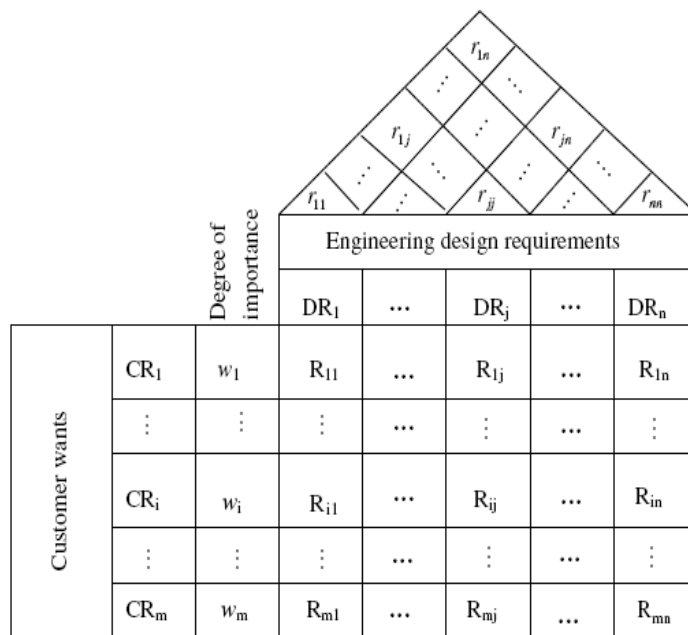 r1n
⋮ ⋯
r1j ⋮ rjn
⋮ ⋯ ⋮ ⋯
r11 ⋯ rjj ⋮ rnn
Engineering design requirements
Degree of
importance
DR1 ... DRj ... DRn
Customer wants
CR1 w1 R11 ... R1j ... R1n
⋮ ⋮ ⋮ ... ⋮ ... ⋮
CRi wi Ri1 ... Rij ... Rin
⋮ ⋮ ⋮ ... ⋮ ... ⋮
CRm wm Rm1 ... Rmj ... Rmn